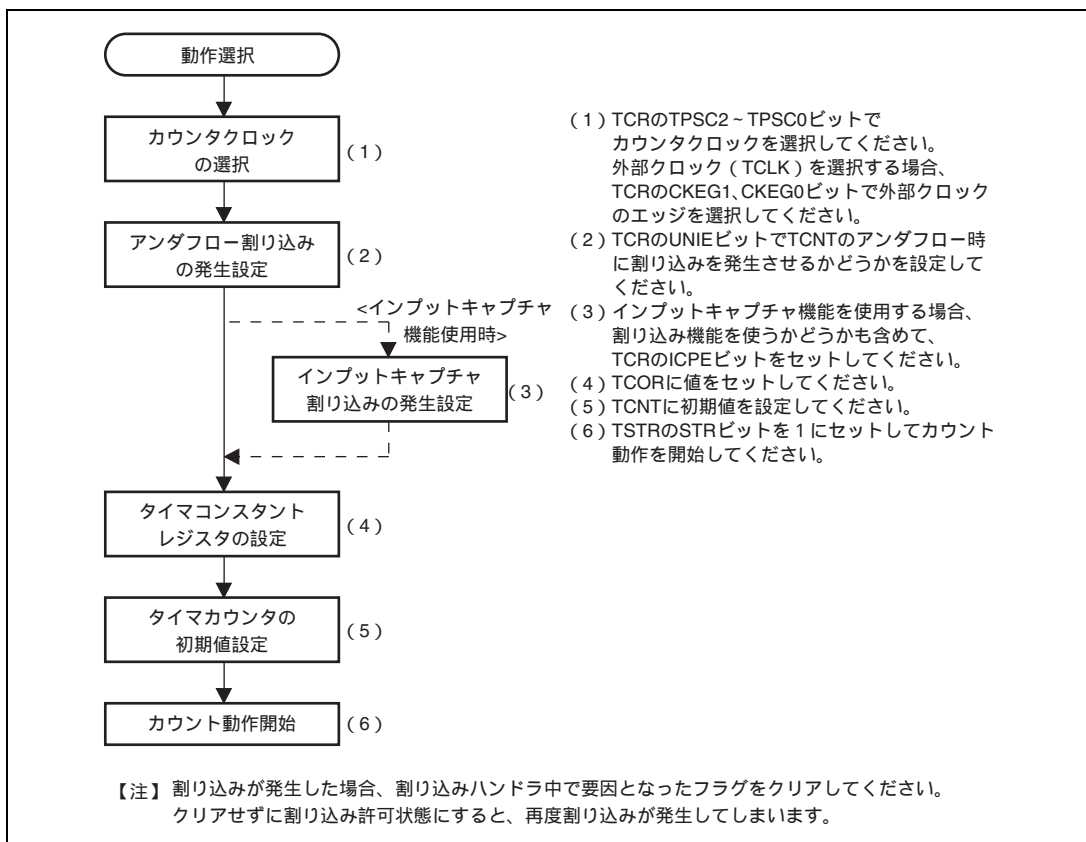 動作選択
カウンタクロック
の選択
（1）
アンダフロー割り込み
の発生設定
（2）
<インプットキャプチャ
機能使用時>
インプットキャプチャ
割り込みの発生設定
（3）
タイマコンスタント
レジスタの設定
（4）
タイマカウンタの
初期値設定
（5）
カウント動作開始
（6）
（1）TCRのTPSC2～TPSC0ビットで
カウンタクロックを選択してください。
外部クロック（TCLK）を選択する場合、
TCRのCKEG1、CKEG0ビットで外部クロック
のエッジを選択してください。
（2）TCRのUNIEビットでTCNTのアンダフロー時
に割り込みを発生させるかどうかを設定して
ください。
（3）インプットキャプチャ機能を使用する場合、
割り込み機能を使うかどうかも含めて、
TCRのICPEビットをセットしてください。
（4）TCORに値をセットしてください。
（5）TCNTに初期値を設定してください。
（6）TSTRのSTRビットを1にセットしてカウント
動作を開始してください。
【注】割り込みが発生した場合、割り込みハンドラ中で要因となったフラグをクリアしてください。
クリアせずに割り込み許可状態にすると、再度割り込みが発生してしまいます。